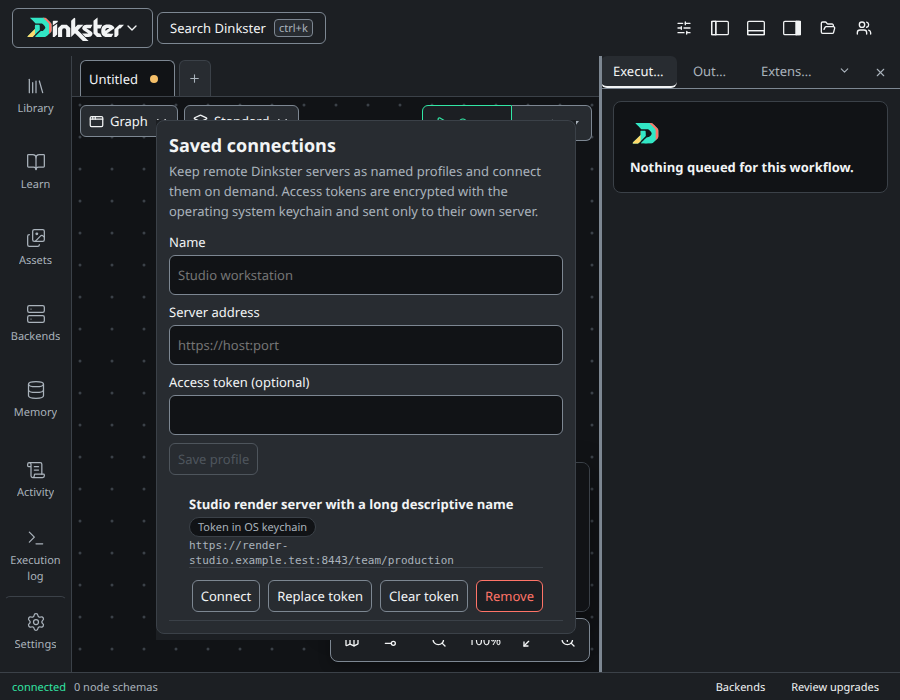 Dinkster
Search Dinkster ctrl+k
Untitled
Execut...
Out...
Extens...
Library
Learn
Assets
Backends
Memory
Activity
Execution
log
Settings
Graph
Standard
Nothing queued for this workflow.
Saved connections
Keep remote Dinkster servers as named profiles and connect
them on demand. Access tokens are encrypted with the
operating system keychain and sent only to their own server.
Name
Studio workstation
Server address
https://host:port
Access token (optional)
Save profile
Studio render server with a long descriptive name
Token in OS keychain
https://render-
studio.example.test:8443/team/production
Connect
Replace token
Clear token
Remove
100%
connected 0 node schemas
Backends
Review upgrades